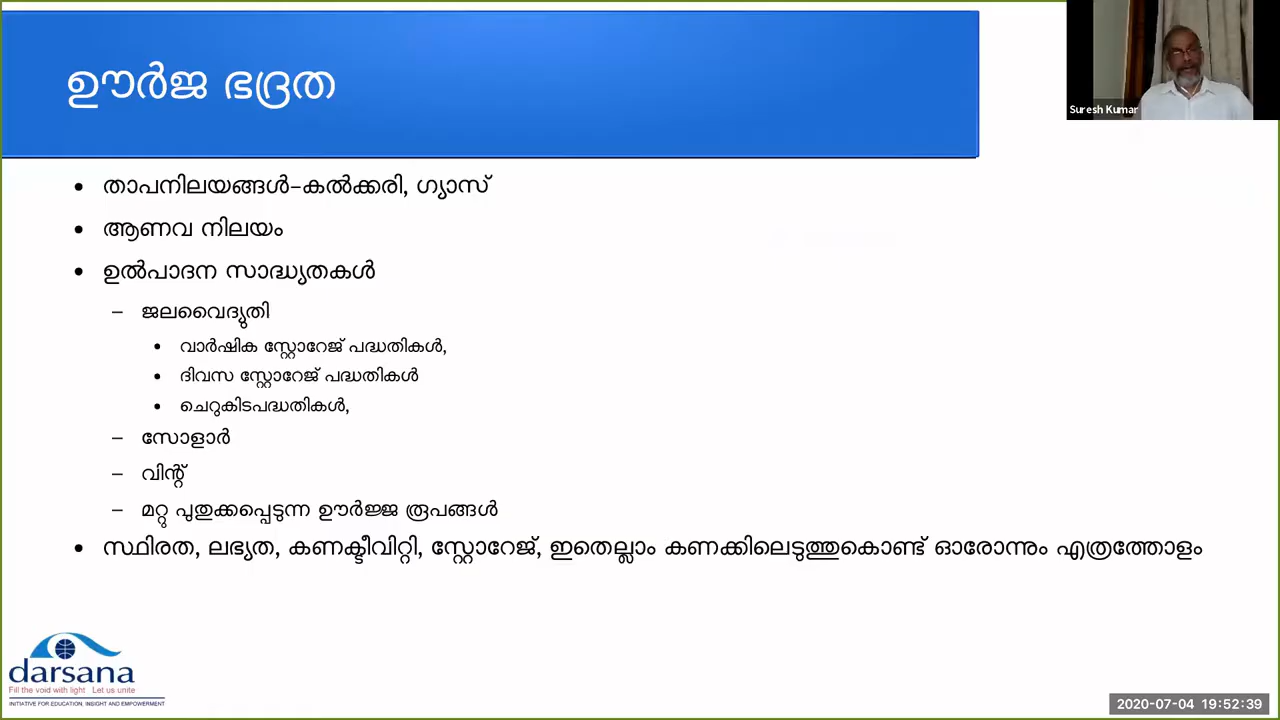 ഊർജ ഭദ്രത
Suresh Kumar
• താപനിലയങ്ങൾ-കൽക്കരി, ഗ്യാസ്
• ആണവ നിലയം
• ഉൽപാദന സാദ്ധ്യതകൾ
– ജലവൈദ്യുതി
• വാർഷിക സ്റ്റോറേജ് പദ്ധതികൾ,
• ദിവസ സ്റ്റോറേജ് പദ്ധതികൾ
• ചെറുകിടപദ്ധതികൾ,
– സോളാർ
– വിന്റ്
– മറ്റു പുതുക്കപ്പെടുന്ന ഊർജ്ജ രൂപങ്ങൾ
• സ്ഥിരത, ലഭ്യത, കണക്ടീവിറ്റി, സ്റ്റോറേജ്, ഇതെല്ലാം കണക്കിലെടുത്തുകൊണ്ട് ഓരോന്നും എത്രത്തോളം
darsana
Fill the void with light Let us unite
INITIATIVE FOR EDUCATION, INSIGHT AND EMPOWERMENT
2020-07-04 19:52:39